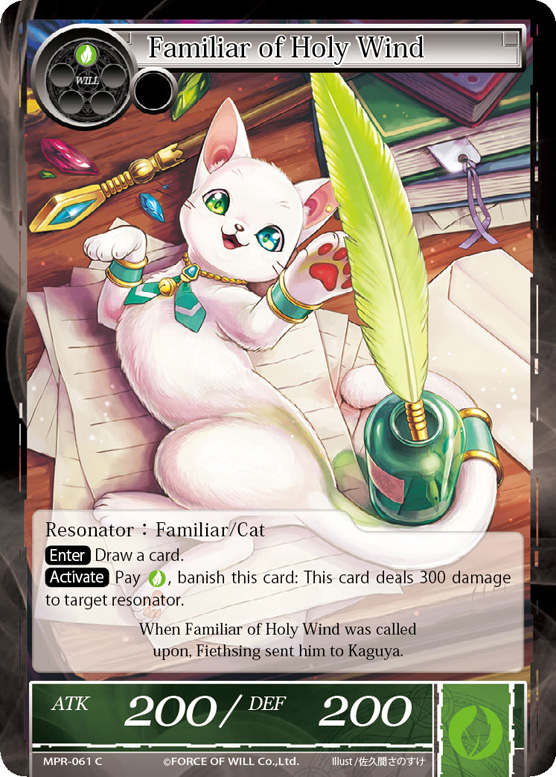 Familiar of Holy Wind
WILL
Resonator : Familiar/Cat
Enter Draw a card.
Activate Pay , banish this card: This card deals 300 damage
to target resonator.
When Familiar of Holy Wind was called
upon, Fiethsing sent him to Kaguya.
ATK 200 / DEF 200
MPR-061 C ©FORCE OF WILL Co.,Ltd. Illust /佐久間さのすけ